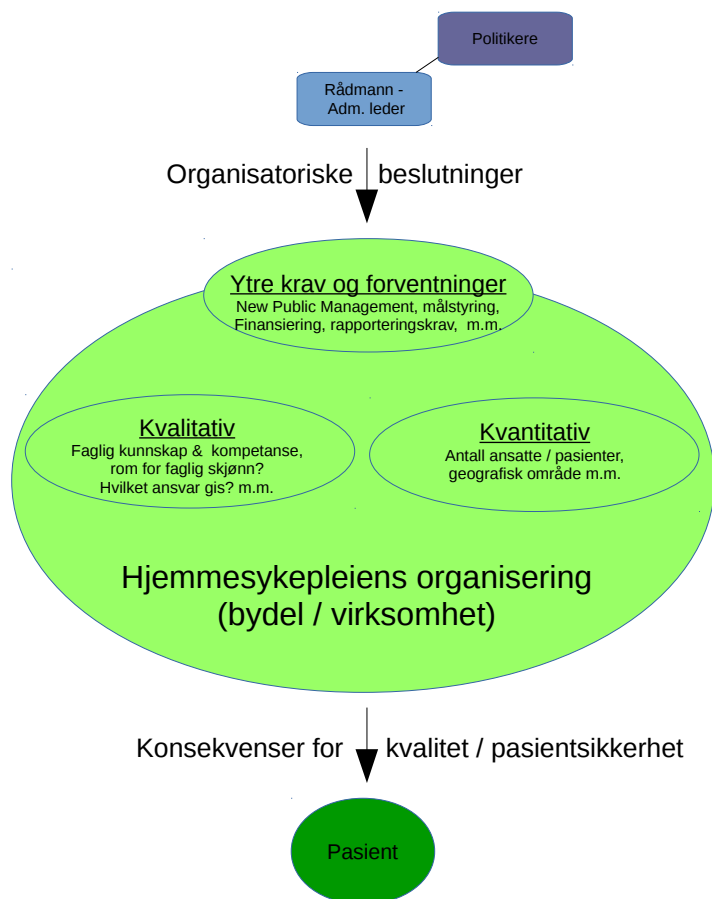 Politikere
Rådmann -
Adm. leder
Organisatoriske beslutninger
Ytre krav og forventninger
New Public Management, målstyring,
Finansiering, rapporteringskrav, m.m.
Kvalitativ
Faglig kunnskap & kompetanse,
rom for faglig skjønn?
Hvilket ansvar gis? m.m.
Kvantitativ
Antall ansatte / pasienter,
geografisk område m.m.
Hjemmesykepleiens organisering
(bydel / virksomhet)
Konsekvenser for kvalitet / pasientsikkerhet
Pasient